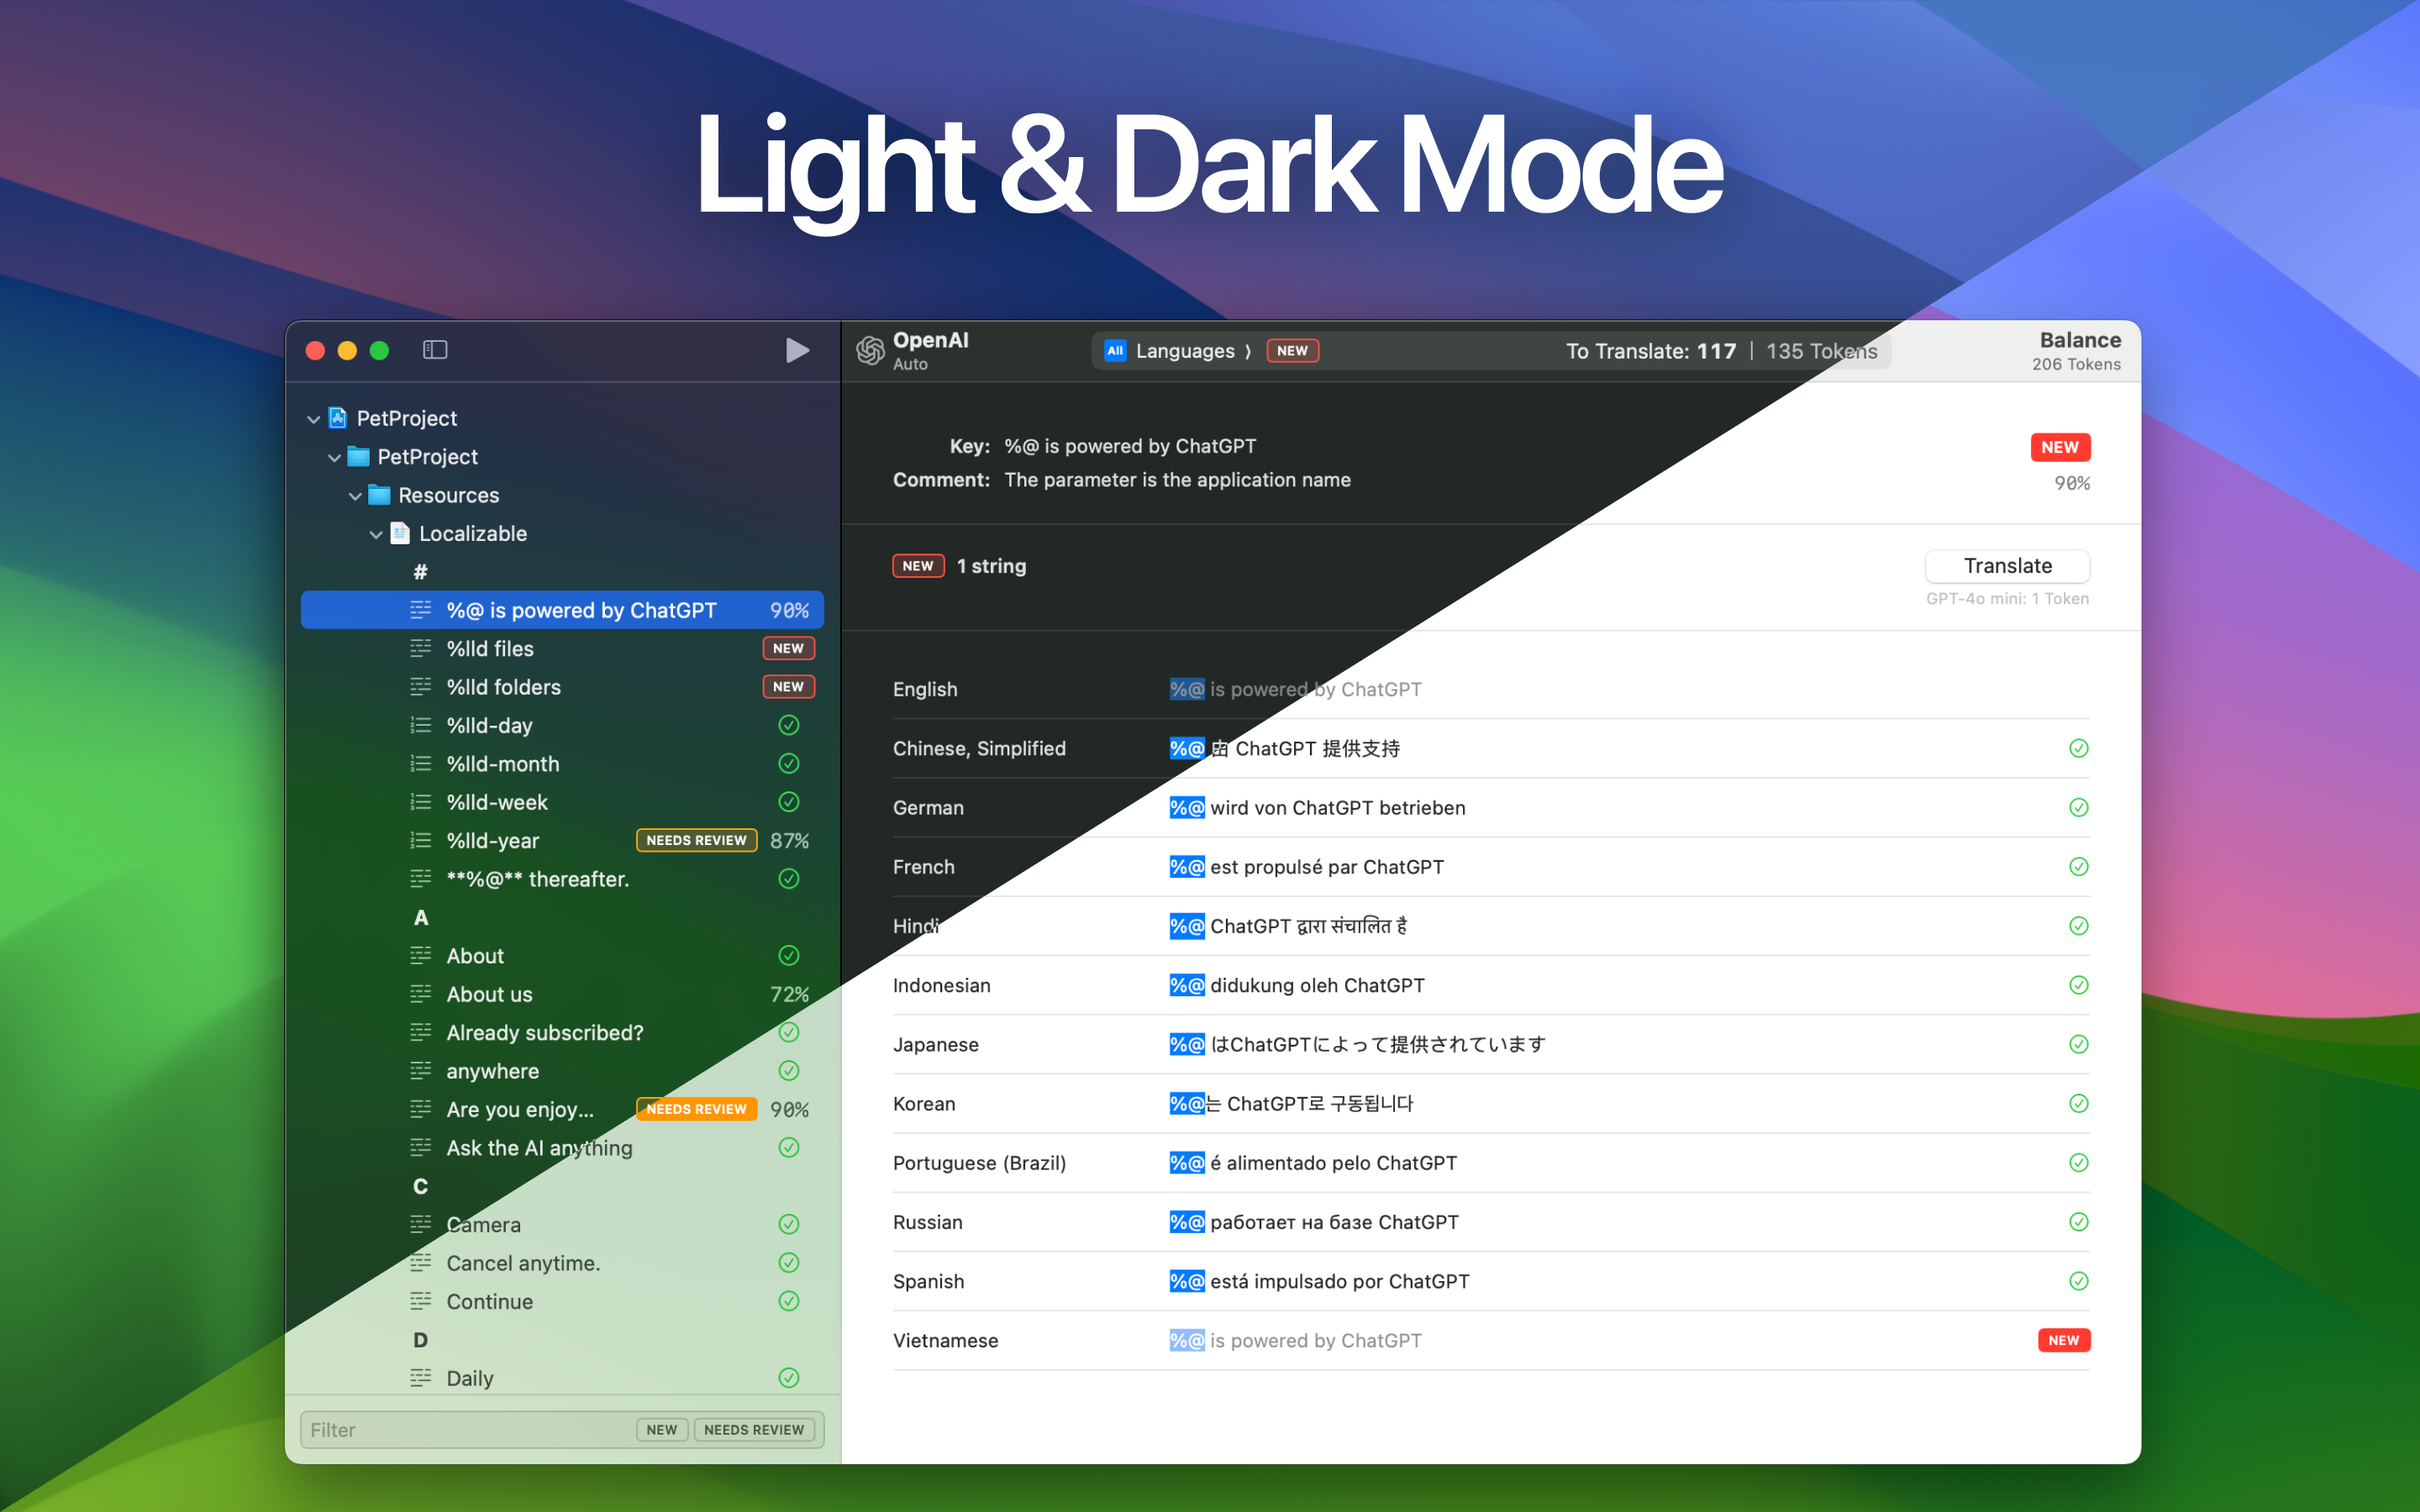 Light & Dark Mode
OpenAI
Auto
All Languages ⟩ NEW
To Translate: 117 | 135 Tokens
Balance
206 Tokens
PetProject
PetProject
Resources
Localizable
#
%@ is powered by ChatGPT 90%
%lld files NEW
%lld folders NEW
%lld-day
%lld-month
%lld-week
%lld-year NEEDS REVIEW 87%
**%@** thereafter.
A
About
About us 72%
Already subscribed?
anywhere
Are you enjoy... NEEDS REVIEW 90%
Ask the AI anything
C
Camera
Cancel anytime.
Continue
D
Daily
Filter NEW NEEDS REVIEW
Key: %@ is powered by ChatGPT NEW
Comment: The parameter is the application name 90%
NEW 1 string Translate
GPT-4o mini: 1 Token
English %@ is powered by ChatGPT
Chinese, Simplified %@ 由 ChatGPT 提供支持
German %@ wird von ChatGPT betrieben
French %@ est propulsé par ChatGPT
Hindi %@ ChatGPT द्वारा संचालित है
Indonesian %@ didukung oleh ChatGPT
Japanese %@ はChatGPTによって提供されています
Korean %@는 ChatGPT로 구동됩니다
Portuguese (Brazil) %@ é alimentado pelo ChatGPT
Russian %@ работает на базе ChatGPT
Spanish %@ está impulsado por ChatGPT
Vietnamese %@ is powered by ChatGPT NEW